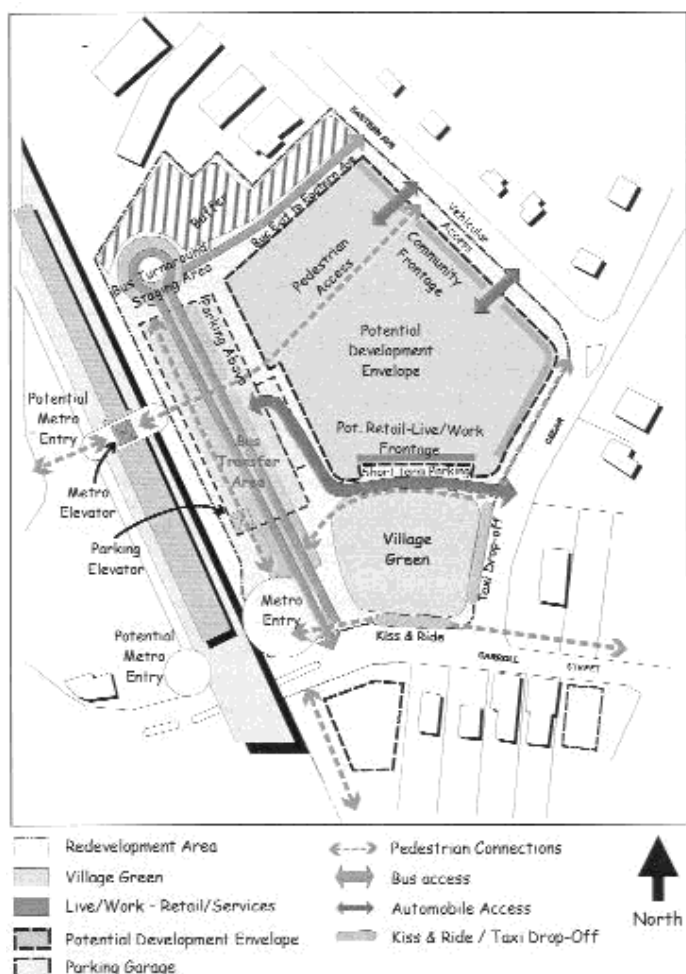 EASTERN AVE
Buffer
Bus Exit to Eastern Ave
Vehicular
Access
Community
Frontage
Pedestrian
Access
Bus Turnaround
Staging Area
Parking Above
Potential
Development
Envelope
Potential
Metro
Entry
Pot. Retail-Live/Work
Frontage
Short Term Parking
CEDAR
Bus
Transfer
Area
Metro
Elevator
Parking
Elevator
Village
Green
Taxi Drop-off
Metro
Entry
Kiss & Ride
Potential
Metro
Entry
CARROLL STREET
Redevelopment Area
Village Green
Live/Work - Retail/Services
Potential Development Envelope
Parking Garage
Pedestrian Connections
Bus access
Automobile Access
Kiss & Ride / Taxi Drop-Off
North